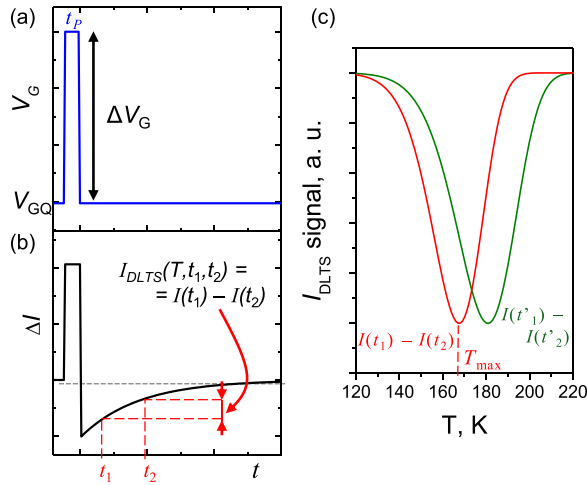 (a)
t_P
V_G
ΔV_G
V_GQ
(b)
I_DLTS(T,t_1,t_2) =
= I(t_1) − I(t_2)
ΔI
t_1
t_2
t
(c)
I_DLTS signal, a. u.
I(t_1) − I(t_2)
T_max
I(t'_1) −
I(t'_2)
120 140 160 180 200 220
T, K